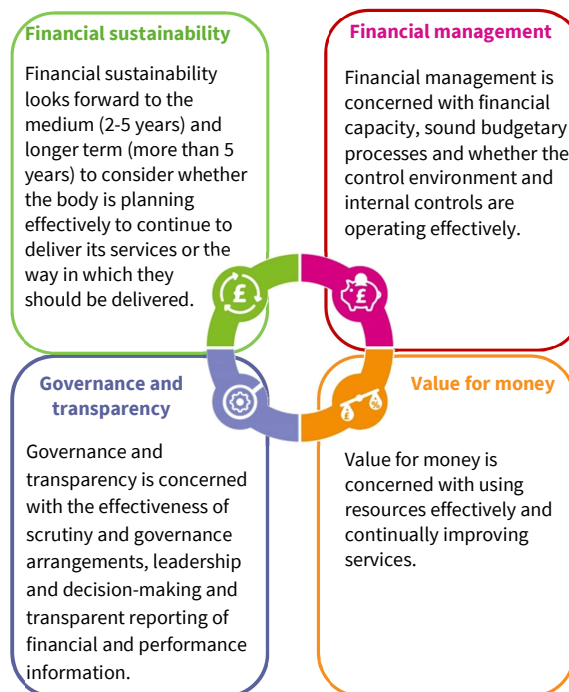 Financial sustainability
Financial sustainability
looks forward to the
medium (2-5 years) and
longer term (more than 5
years) to consider whether
the body is planning
effectively to continue to
deliver its services or the
way in which they
should be delivered.
Financial management
Financial management is
concerned with financial
capacity, sound budgetary
processes and whether the
control environment and
internal controls are
operating effectively.
£
£
Governance and
transparency
Governance and
transparency is concerned
with the effectiveness of
scrutiny and governance
arrangements, leadership
and decision-making and
transparent reporting of
financial and performance
information.
£
%
Value for money
Value for money is
concerned with using
resources effectively and
continually improving
services.